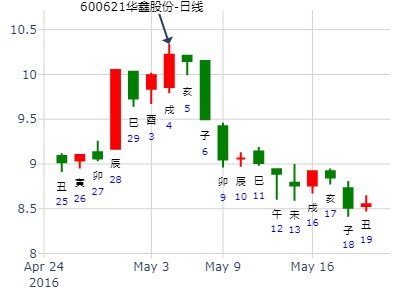 600621华鑫股份-日线
10.5
10
9.5
9
8.5
8
丑
25
寅
26
卯
27
辰
28
巳
29
酉
3
戌
4
亥
5
子
6
卯
9
辰
10
巳
11
午
12
未
13
戌
16
亥
17
子
18
丑
19
Apr 24
2016
May 3
May 9
May 16